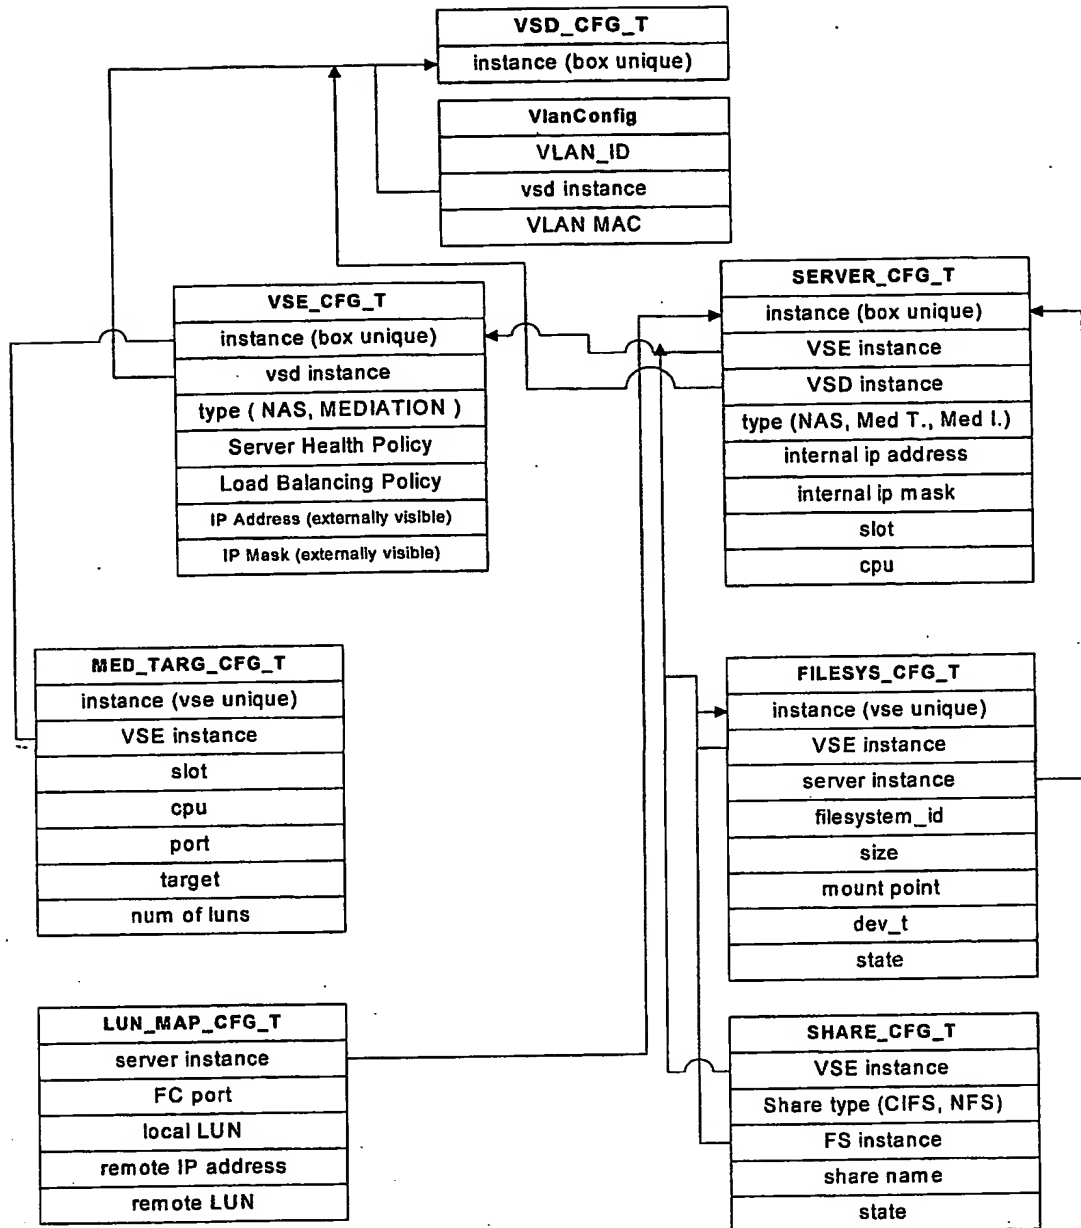 VSD_CFG_T
instance (box unique)
VlanConfig
VLAN_ID
vsd instance
VLAN MAC
VSE_CFG_T
instance (box unique)
vsd instance
type ( NAS, MEDIATION )
Server Health Policy
Load Balancing Policy
IP Address (externally visible)
IP Mask (externally visible)
SERVER_CFG_T
instance (box unique)
VSE instance
VSD instance
type (NAS, Med T., Med I.)
internal ip address
internal ip mask
slot
cpu
MED_TARG_CFG_T
instance (vse unique)
VSE instance
slot
cpu
port
target
num of luns
FILESYS_CFG_T
instance (vse unique)
VSE instance
server instance
filesystem_id
size
mount point
dev_t
state
LUN_MAP_CFG_T
server instance
FC port
local LUN
remote IP address
remote LUN
SHARE_CFG_T
VSE instance
Share type (CIFS, NFS)
FS instance
share name
state